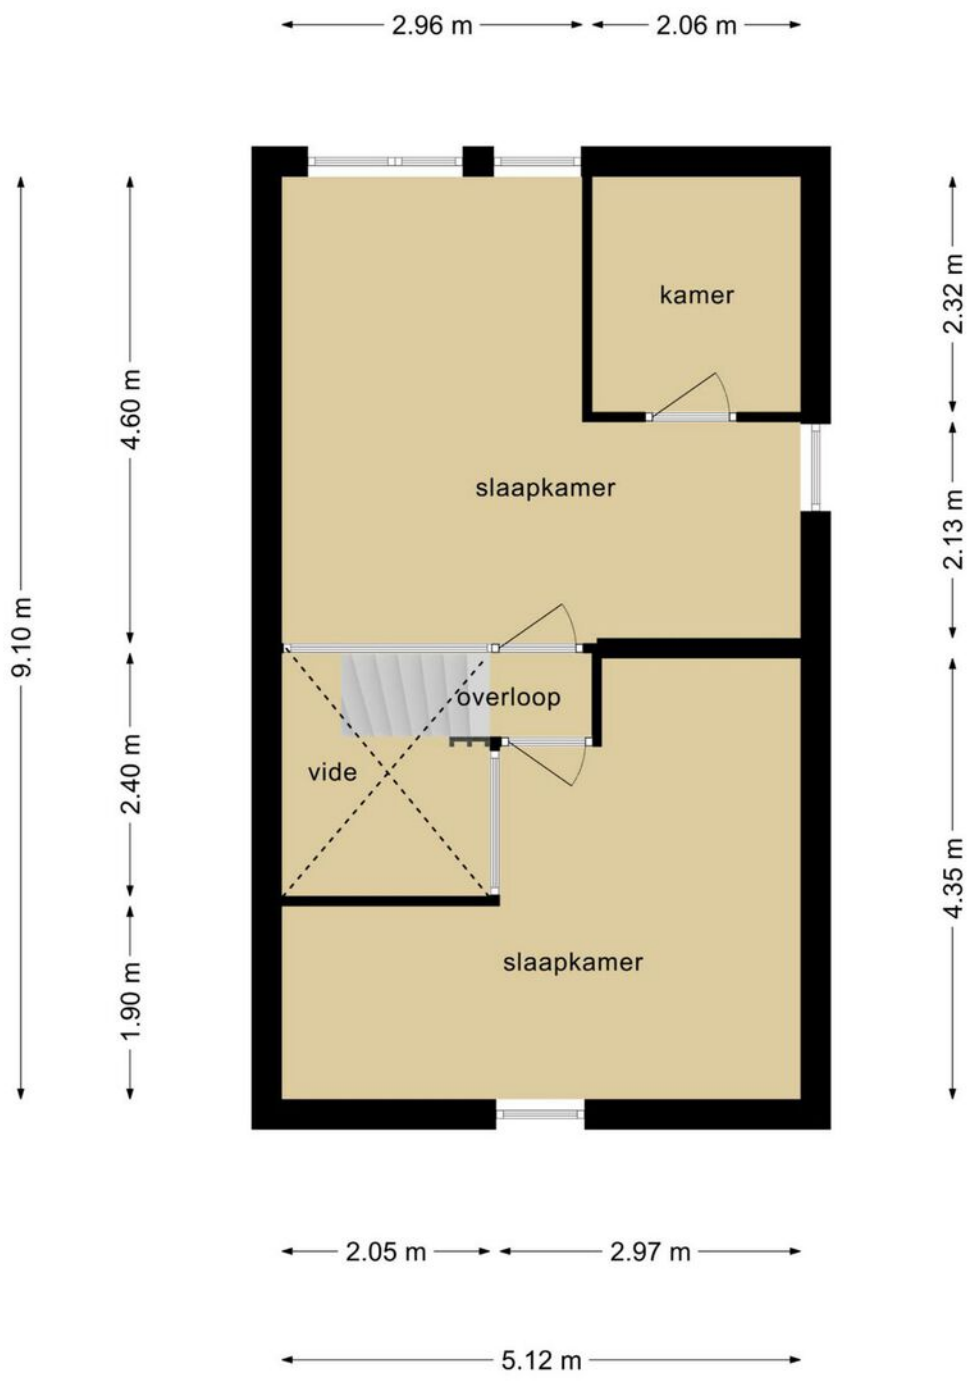 2.96 m
2.06 m
kamer
2.32 m
4.60 m
slaapkamer
2.13 m
9.10 m
overloop
vide
2.40 m
4.35 m
slaapkamer
1.90 m
2.05 m
2.97 m
5.12 m